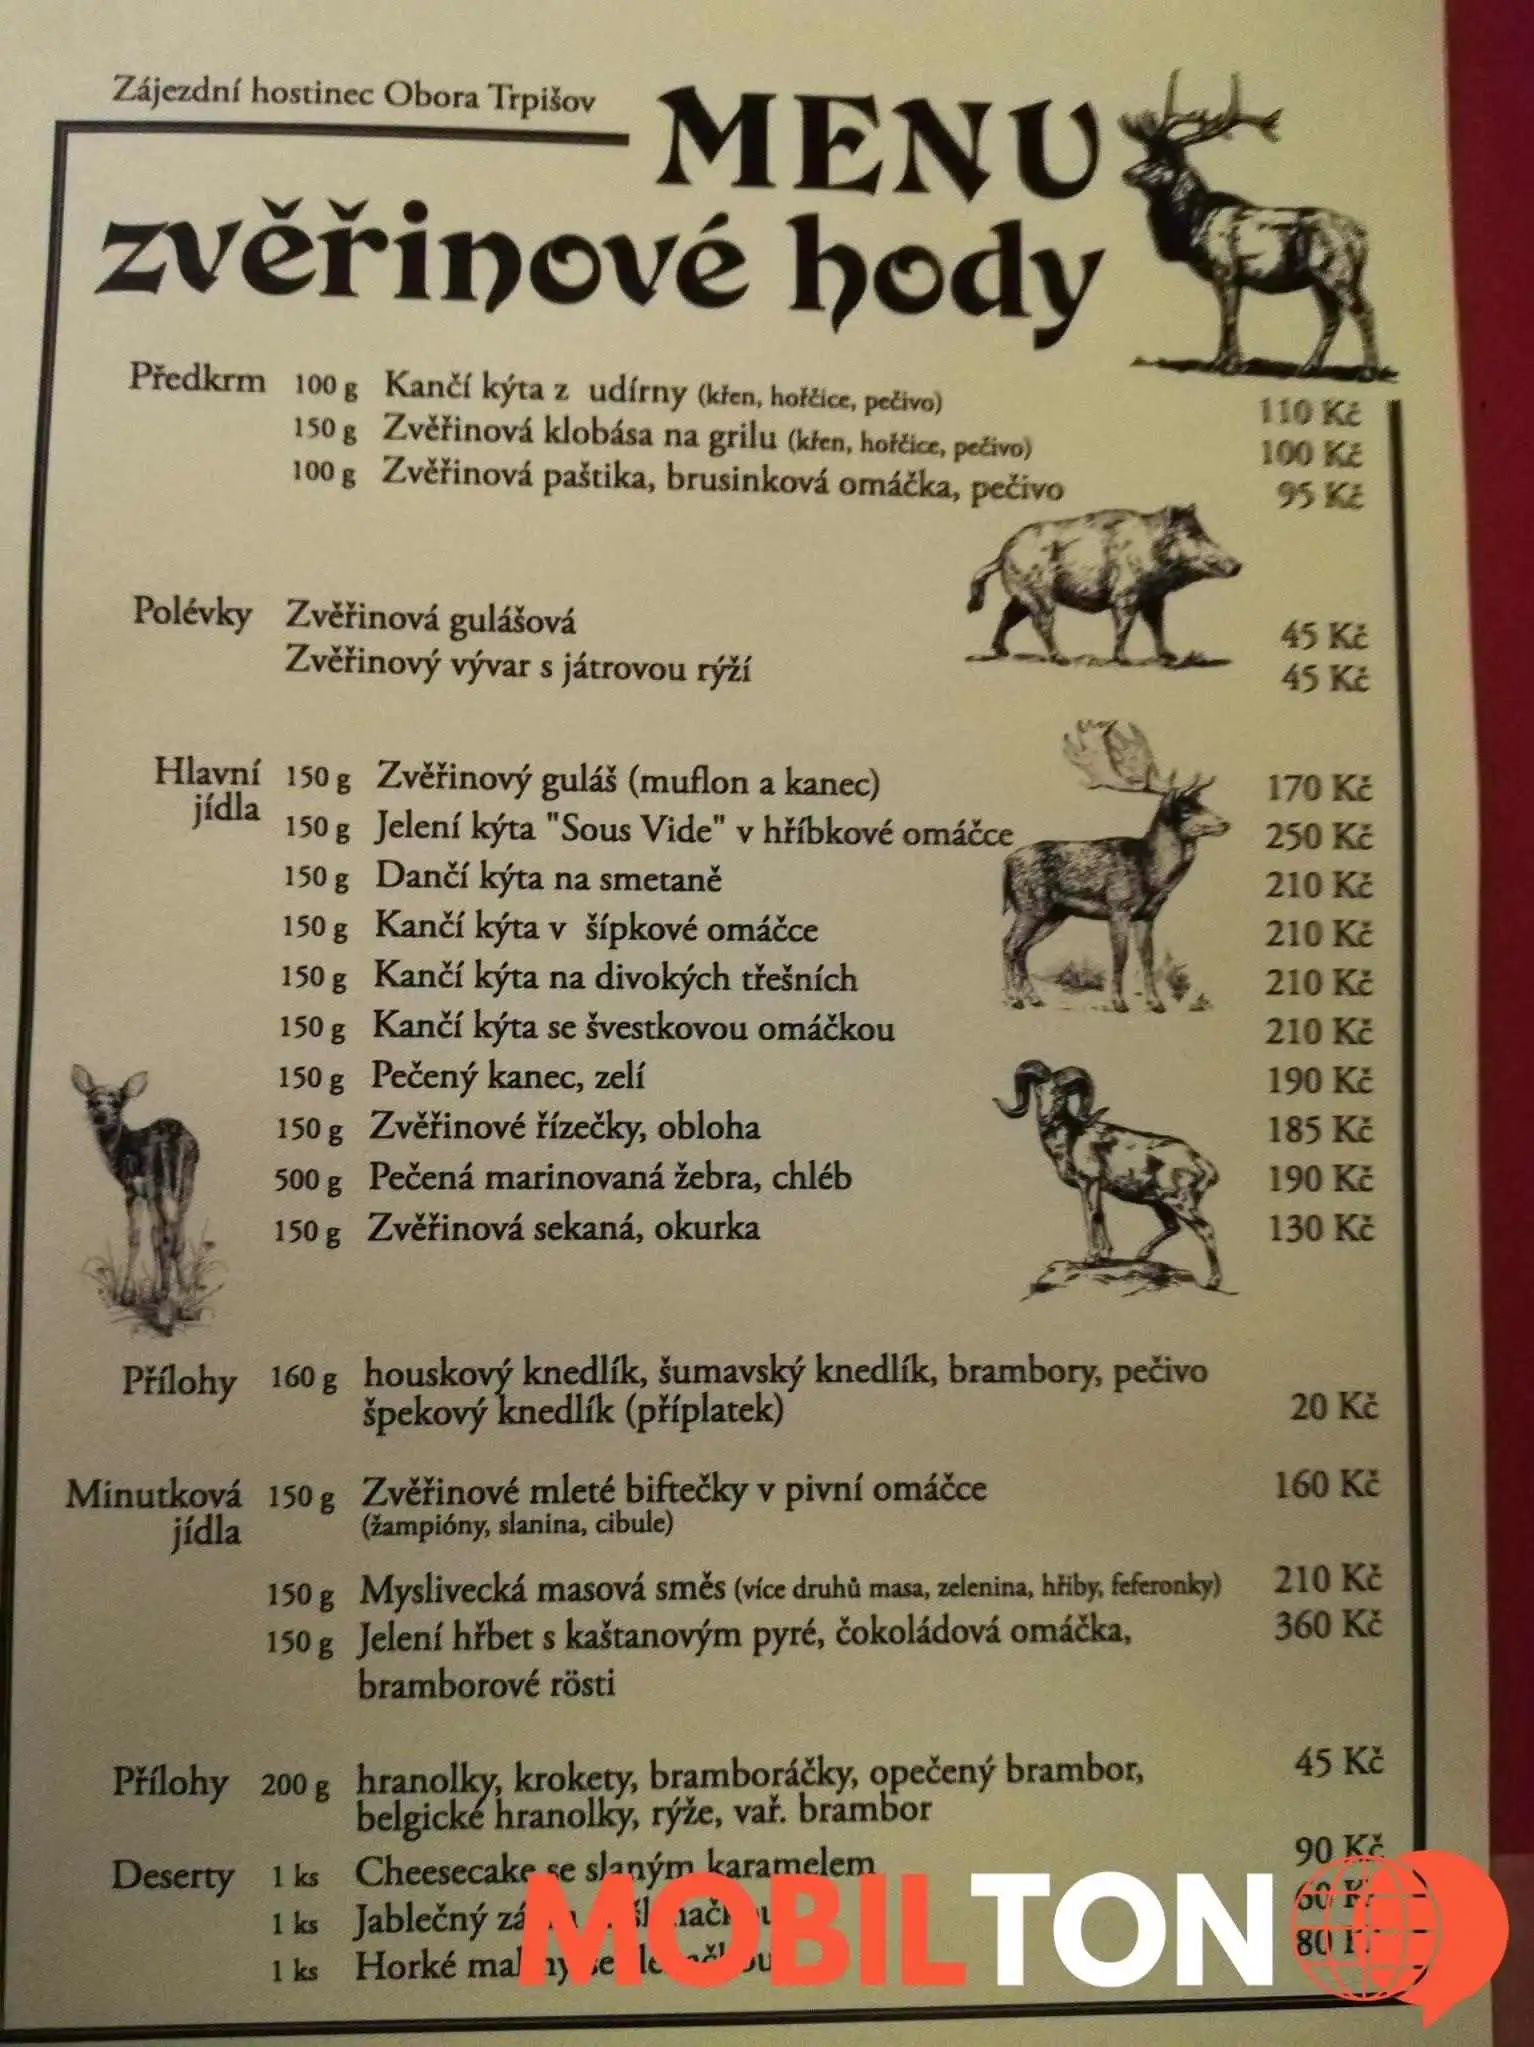 Zájezdní hostinec Obora Trpišov
MENU
zvěřinové hody
Předkrm 100 g Kančí kýta z udírny (křen, hořčice, pečivo) 110 Kč
150 g Zvěřinová klobása na grilu (křen, hořčice, pečivo) 100 Kč
100 g Zvěřinová paštika, brusinková omáčka, pečivo 95 Kč
Polévky Zvěřinová gulášová 45 Kč
Zvěřinový vývar s játrovou rýží 45 Kč
Hlavní jídla 150 g Zvěřinový guláš (muflon a kanec) 170 Kč
150 g Jelení kýta "Sous Vide" v hříbkové omáčce 250 Kč
150 g Dančí kýta na smetaně 210 Kč
150 g Kančí kýta v šípkové omáčce 210 Kč
150 g Kančí kýta na divokých třešních 210 Kč
150 g Kančí kýta se švestkovou omáčkou 210 Kč
150 g Pečený kanec, zelí 190 Kč
150 g Zvěřinové řízečky, obloha 185 Kč
500 g Pečená marinovaná žebra, chléb 190 Kč
150 g Zvěřinová sekaná, okurka 130 Kč
Přílohy 160 g houskový knedlík, šumavský knedlík, brambory, pečivo
špekový knedlík (příplatek) 20 Kč
Minutková jídla 150 g Zvěřinové mleté biftečky v pivní omáčce 160 Kč
(žampióny, slanina, cibule)
150 g Myslivecká masová směs (více druhů masa, zelenina, hřiby, feferonky) 210 Kč
150 g Jelení hřbet s kaštanovým pyré, čokoládová omáčka, 360 Kč
bramborové rösti
Přílohy 200 g hranolky, krokety, bramboráčky, opečený brambor, 45 Kč
belgické hranolky, rýže, vař. brambor
Deserty 1 ks Cheesecake se slaným karamelem 90 Kč
1 ks Jablečný 60 Kč
1 ks Horké 80
MOBILTON